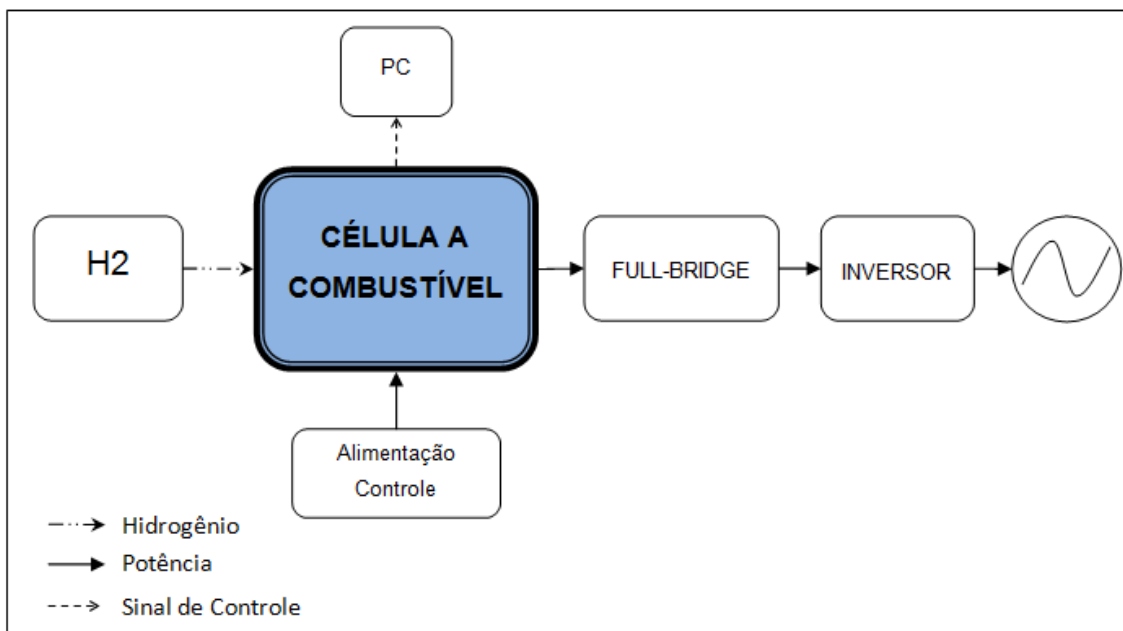 PC
H2
CÉLULA A
COMBUSTÍVEL
FULL-BRIDGE
INVERSOR
Alimentação
Controle
Hidrogênio
Potência
Sinal de Controle